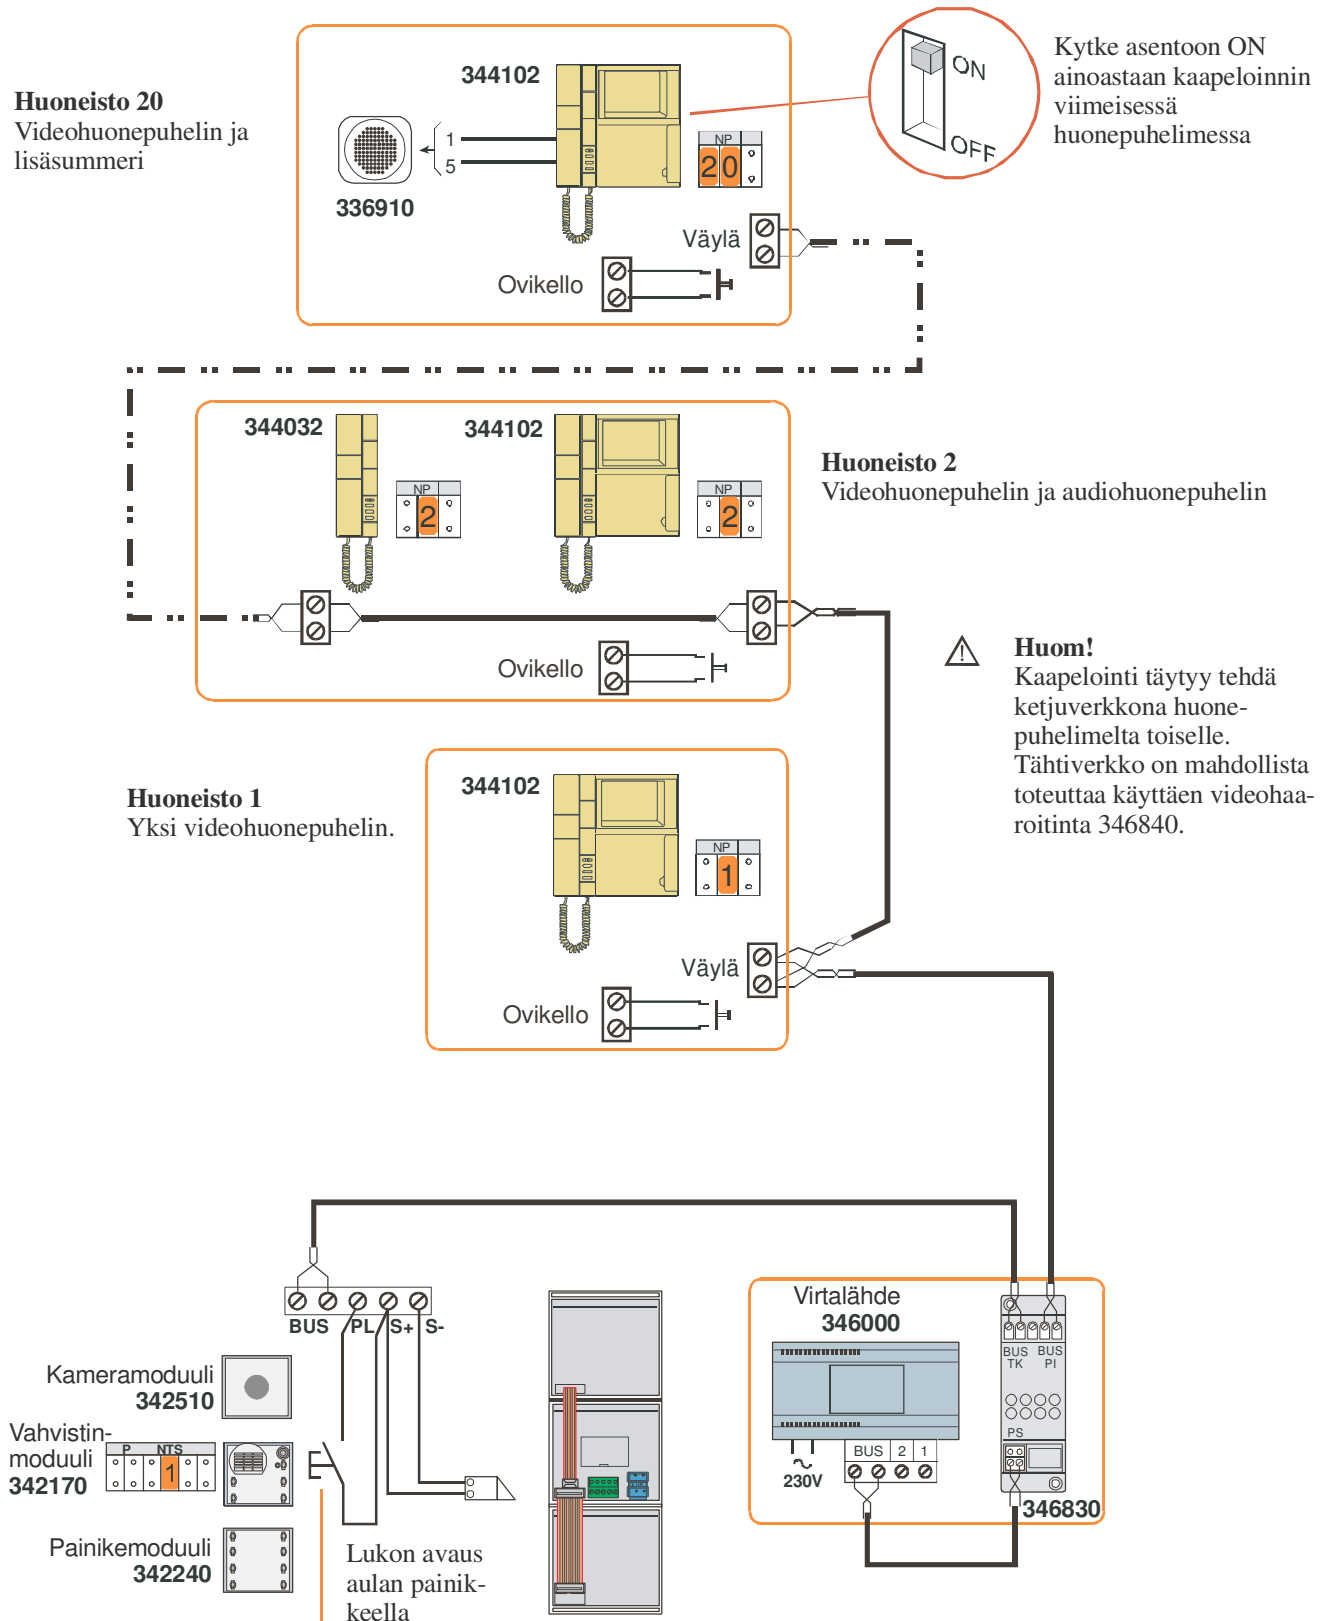 Huoneisto 20
Videohuonepuhelin ja
lisäsummeri
344102
336910
1
5
NP
20
Väylä
Ovikello
ON
OFF
Kytke asentoon ON
ainoastaan kaapeloinnin
viimeisessä
huonepuhelimessa
344032
NP
2
344102
NP
2
Ovikello
Huoneisto 2
Videohuonepuhelin ja audiohuonepuhelin
Huom!
Kaapelointi täytyy tehdä
ketjuverkkona huone-
puhelimelta toiselle.
Tähtiverkko on mahdollista
toteuttaa käyttäen videohaa-
roitinta 346840.
Huoneisto 1
Yksi videohuonepuhelin.
344102
NP
1
Väylä
Ovikello
BUS PL S+ S-
Kameramoduuli
342510
Vahvistin-
moduuli
342170
P NTS
1
Painikemoduuli
342240
Lukon avaus
aulan painik-
keella
Virtalähde
346000
BUS 2 1
230V
BUS BUS
TK PI
PS
346830